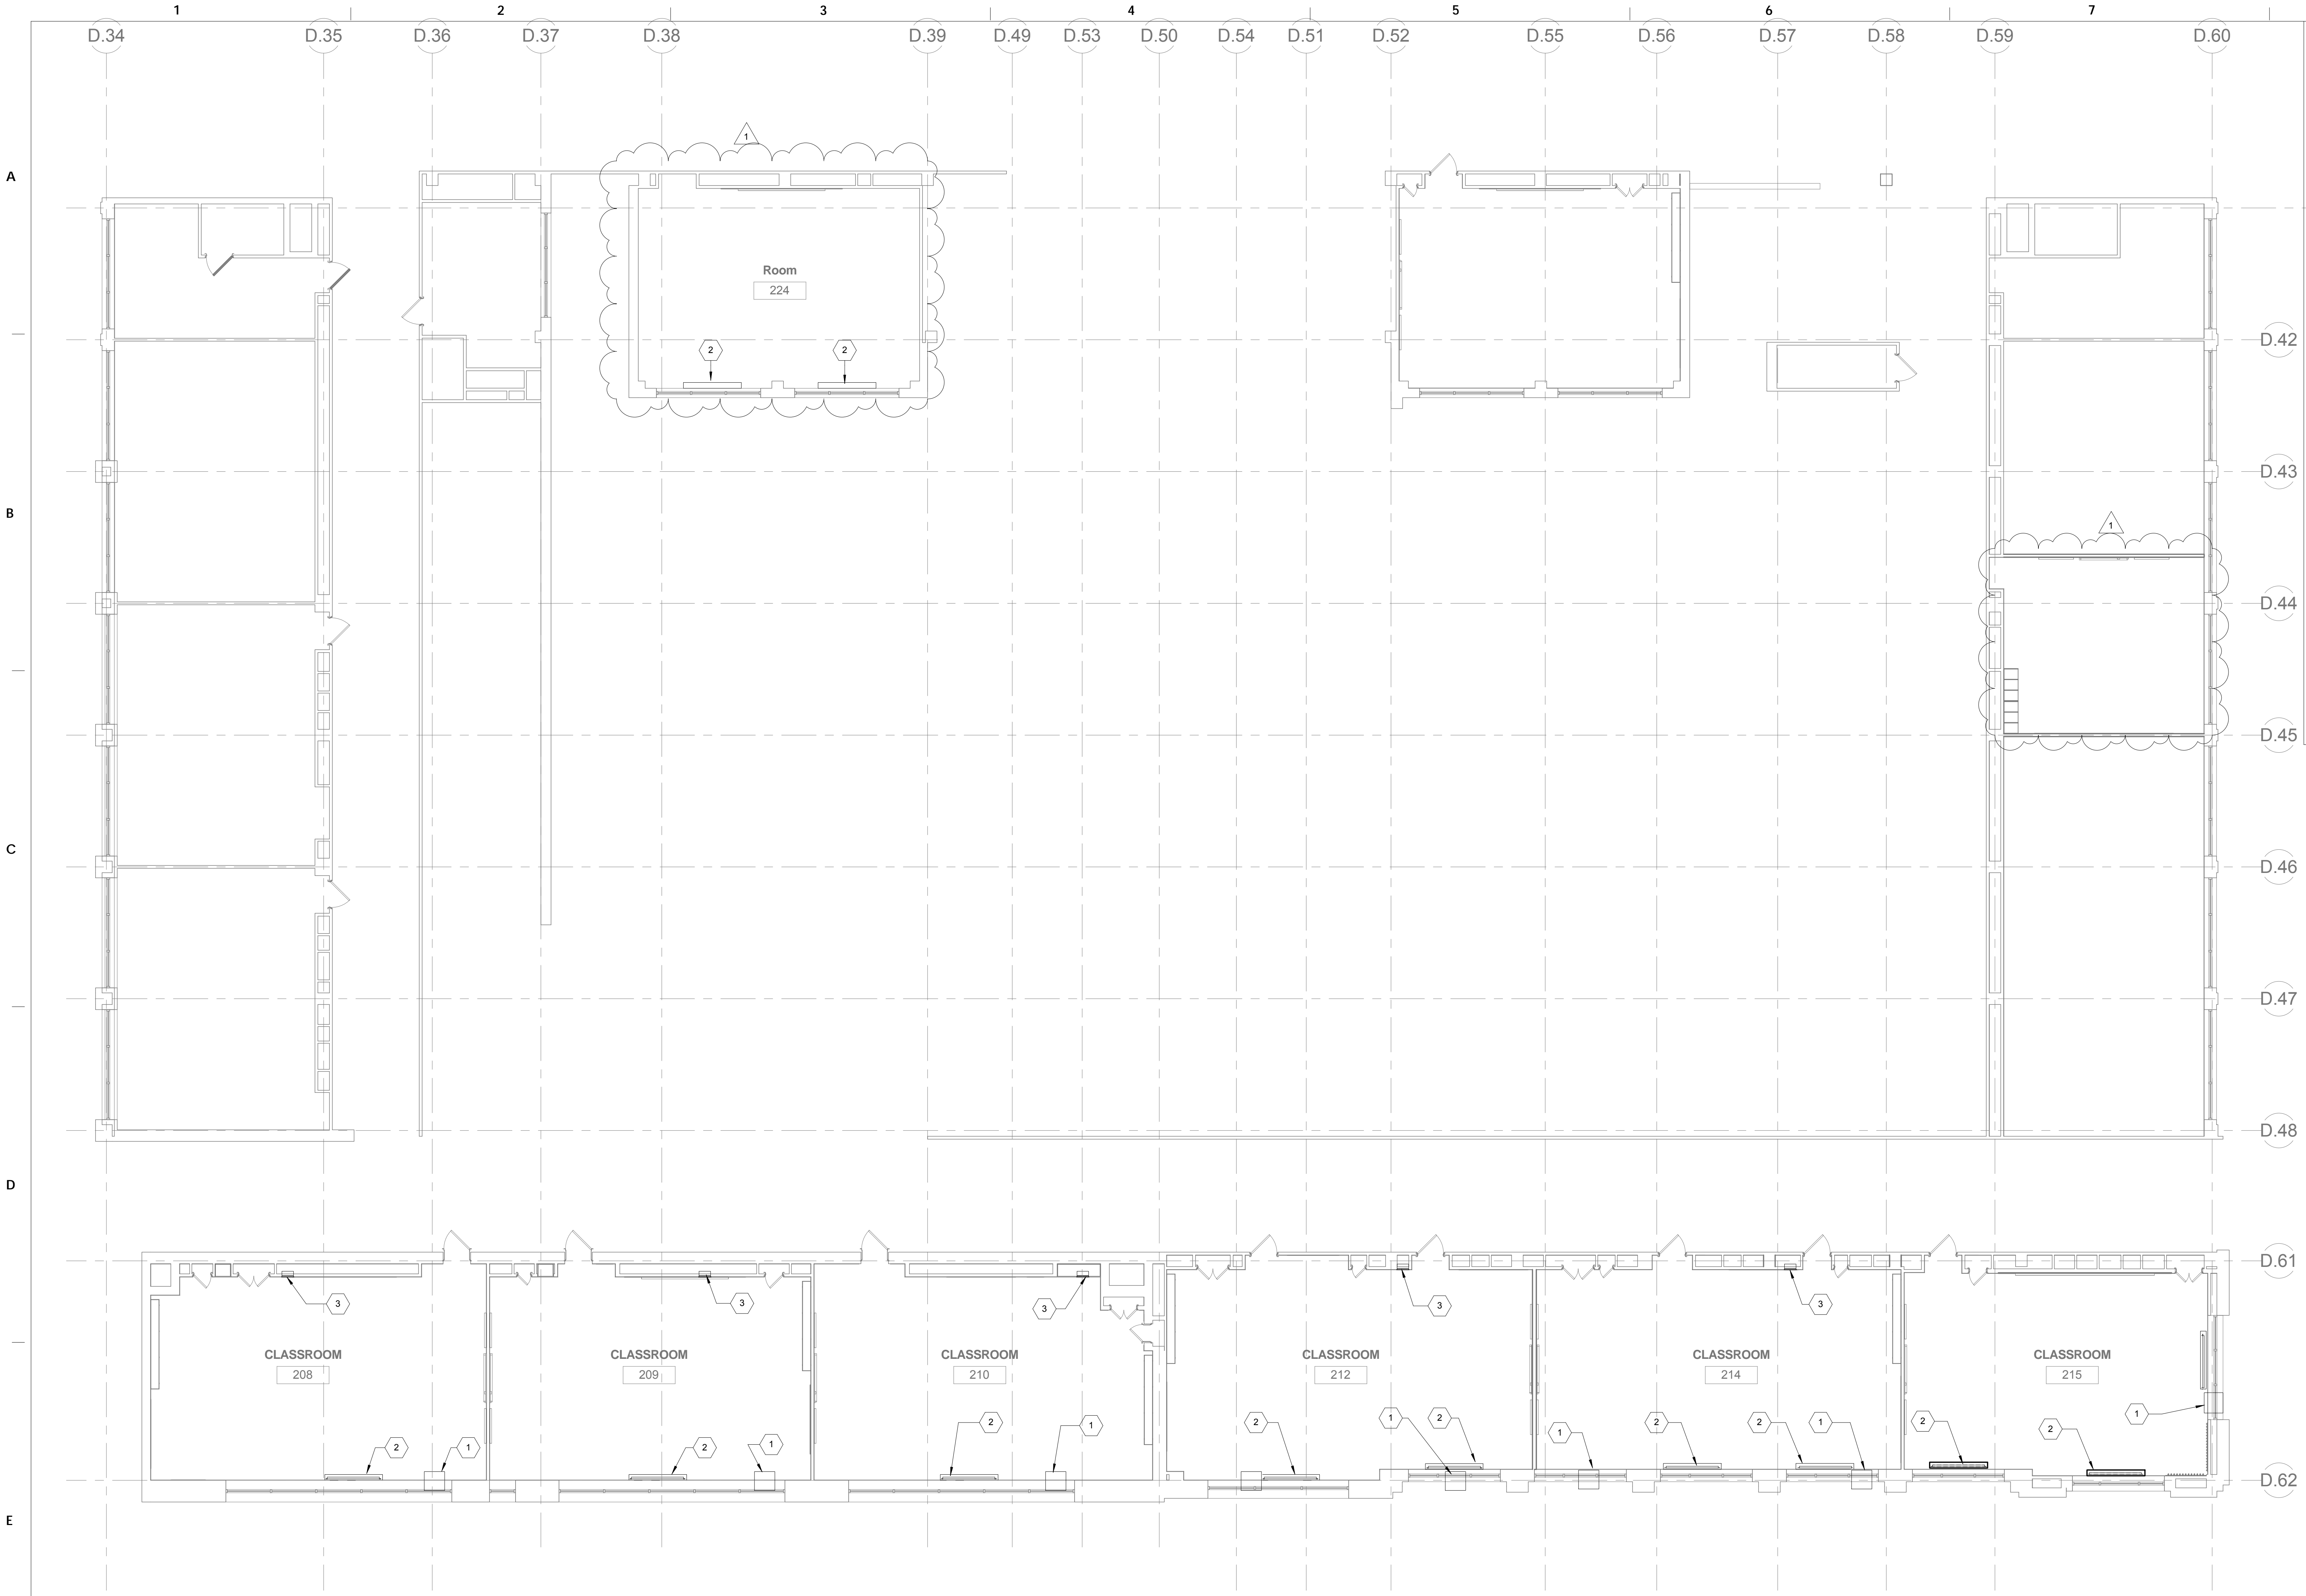 1 2 3 4 5 6 7
D.34 D.35 D.36 D.37 D.38 D.39 D.49 D.53 D.50 D.54 D.51 D.52 D.55 D.56 D.57 D.58 D.59 D.60
1
A
Room
224
D.42
2 2
D.43
B
1
D.44
D.45
C
D.46
D.47
D.48
D
D.61
3 3 3 3 3
CLASSROOM CLASSROOM CLASSROOM CLASSROOM CLASSROOM CLASSROOM
208 209 210 212 214 215
1
2 1 2 1 2 1 2 1 2 1 2 2 1 2 2
D.62
E